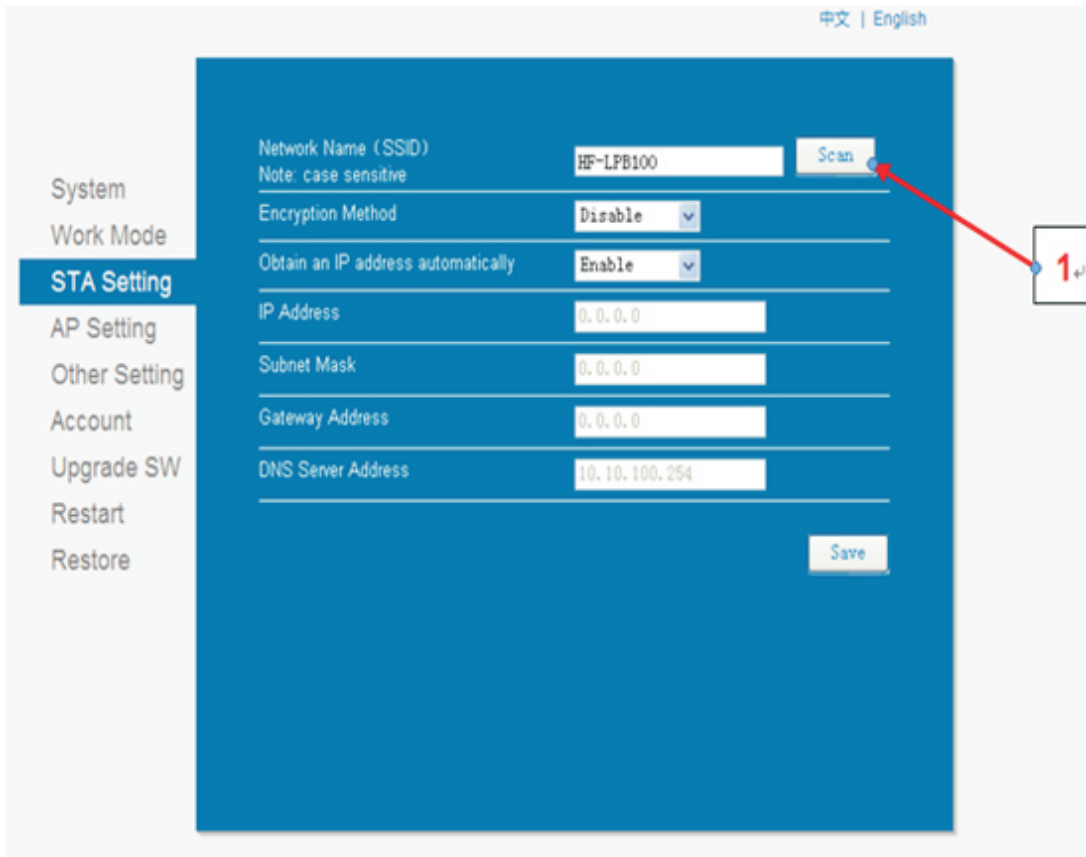 中文 | English
Network Name（SSID）
Note: case sensitive
HF-LPB100
Scan
System
Work Mode
STA Setting
AP Setting
Other Setting
Account
Upgrade SW
Restart
Restore
Encryption Method
Disable
Obtain an IP address automatically
Enable
IP Address
0.0.0.0
Subnet Mask
0.0.0.0
Gateway Address
0.0.0.0
DNS Server Address
10.10.100.254
Save
1